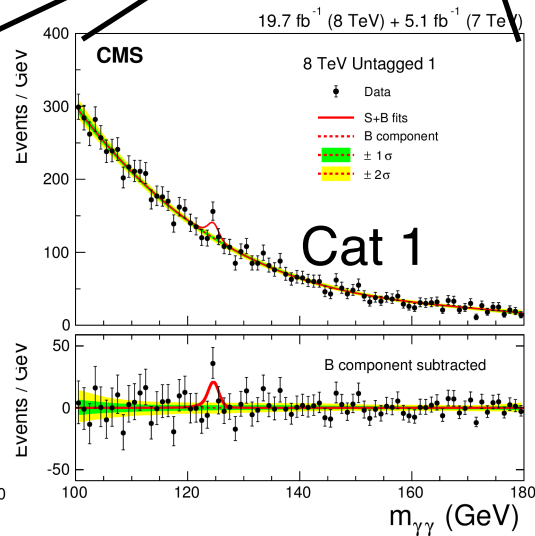 19.7 fb⁻¹ (8 TeV) + 5.1 fb⁻¹ (7 TeV)
400
CMS
8 TeV Untagged 1
Data
S+B fits
B component
± 1σ
± 2σ
300
200
100
0
Cat 1
Events / GeV
50
B component subtracted
0
-50
Events / GeV
0
100
120
140
160
180
mγγ (GeV)